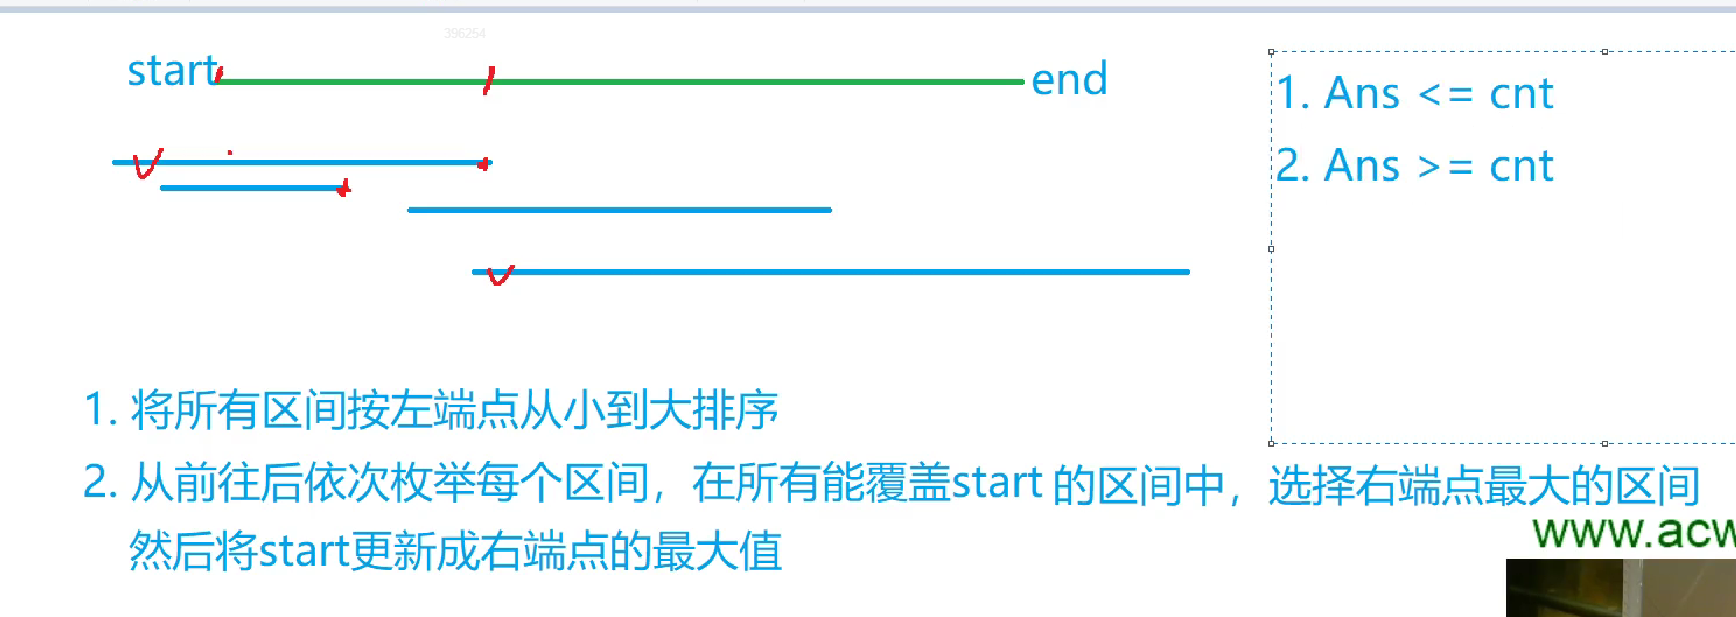 396254
start
end
1. Ans <= cnt
2. Ans >= cnt
1. 将所有区间按左端点从小到大排序
2. 从前往后依次枚举每个区间，在所有能覆盖start 的区间中，选择右端点最大的区间
然后将start更新成右端点的最大值
www.acw